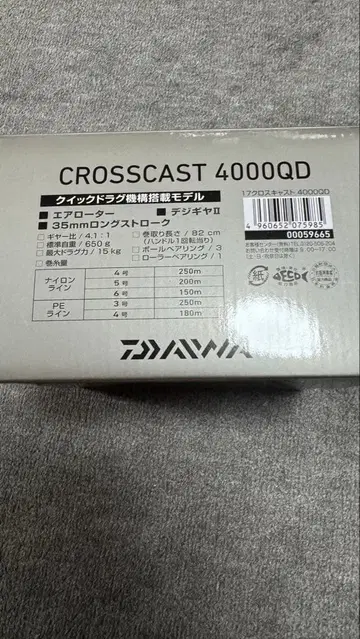 CROSSCAST 4000QD
クイックドラグ機構搭載モデル
■ エアローター ■ デジギヤⅡ
■ 35mmロングストローク
□ ギヤー比 / 4.1:1 □ 巻取り長さ / 82 cm
(ハンドル1回転当り)
□ 標準自重 / 650 g □ ボールベアリング / 3
□ 最大ドラグ力 / 15 kg □ ローラーベアリング / 1
□ 巻糸量
ナイロンライン 4 号 250m
5 号 200m
6 号 150m
PEライン 3 号 250m
4 号 180m
DAIWA
17クロスキャスト 4000QD
4 960652 075985
00059665
紙